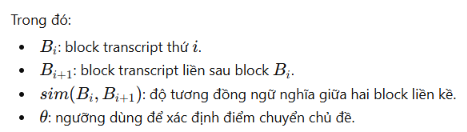 Trong đó:
• Bᵢ: block transcript thứ i.
• Bᵢ₊₁: block transcript liền sau block Bᵢ.
• sim(Bᵢ, Bᵢ₊₁): độ tương đồng ngữ nghĩa giữa hai block liền kề.
• θ: ngưỡng dùng để xác định điểm chuyển chủ đề.